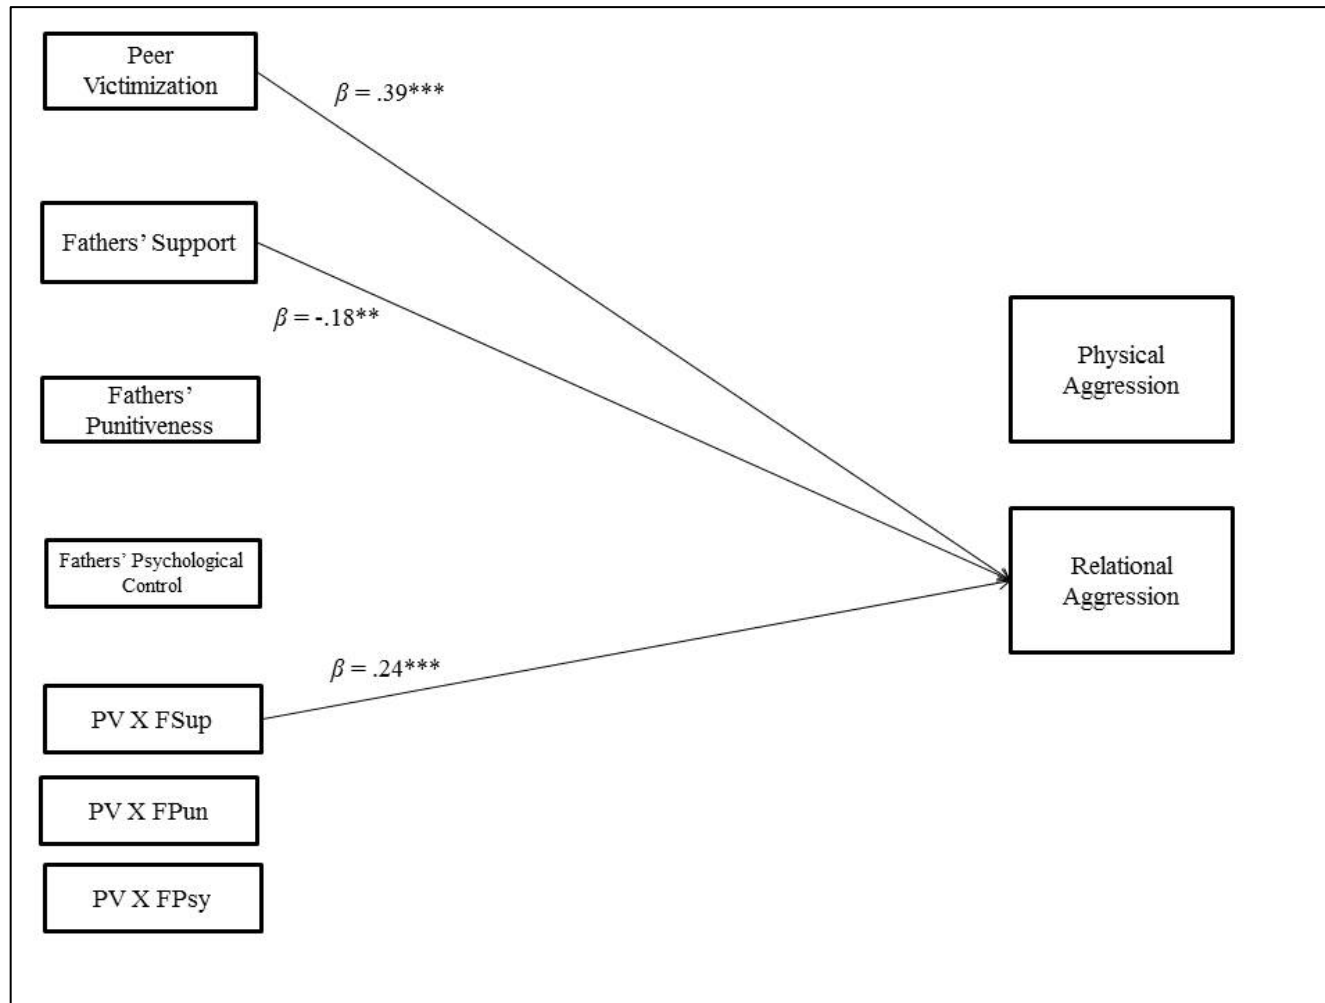 Peer
Victimization
β = .39***
Fathers’ Support
β = -.18**
Fathers’
Punitiveness
Physical
Aggression
Fathers’ Psychological
Control
Relational
Aggression
β = .24***
PV X FSup
PV X FPun
PV X FPsy